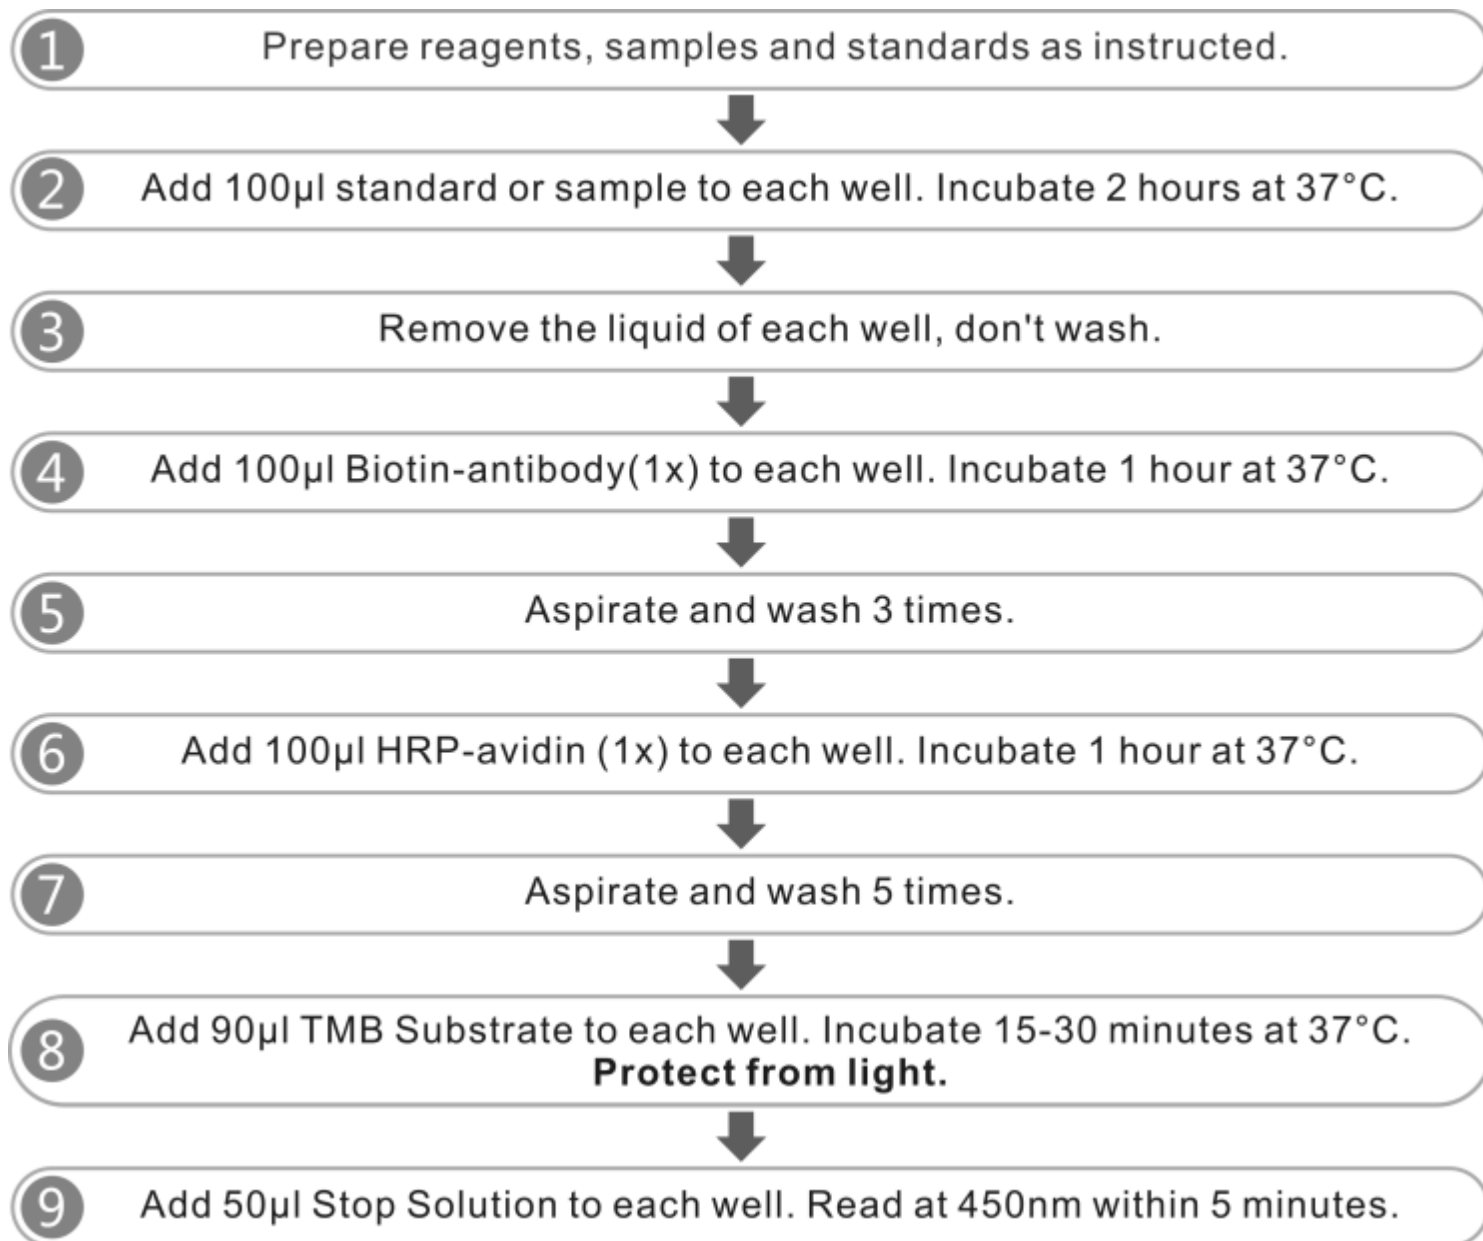 1 Prepare reagents, samples and standards as instructed.
2 Add 100µl standard or sample to each well. Incubate 2 hours at 37°C.
3 Remove the liquid of each well, don't wash.
4 Add 100µl Biotin-antibody(1x) to each well. Incubate 1 hour at 37°C.
5 Aspirate and wash 3 times.
6 Add 100µl HRP-avidin (1x) to each well. Incubate 1 hour at 37°C.
7 Aspirate and wash 5 times.
8 Add 90µl TMB Substrate to each well. Incubate 15-30 minutes at 37°C.
Protect from light.
9 Add 50µl Stop Solution to each well. Read at 450nm within 5 minutes.